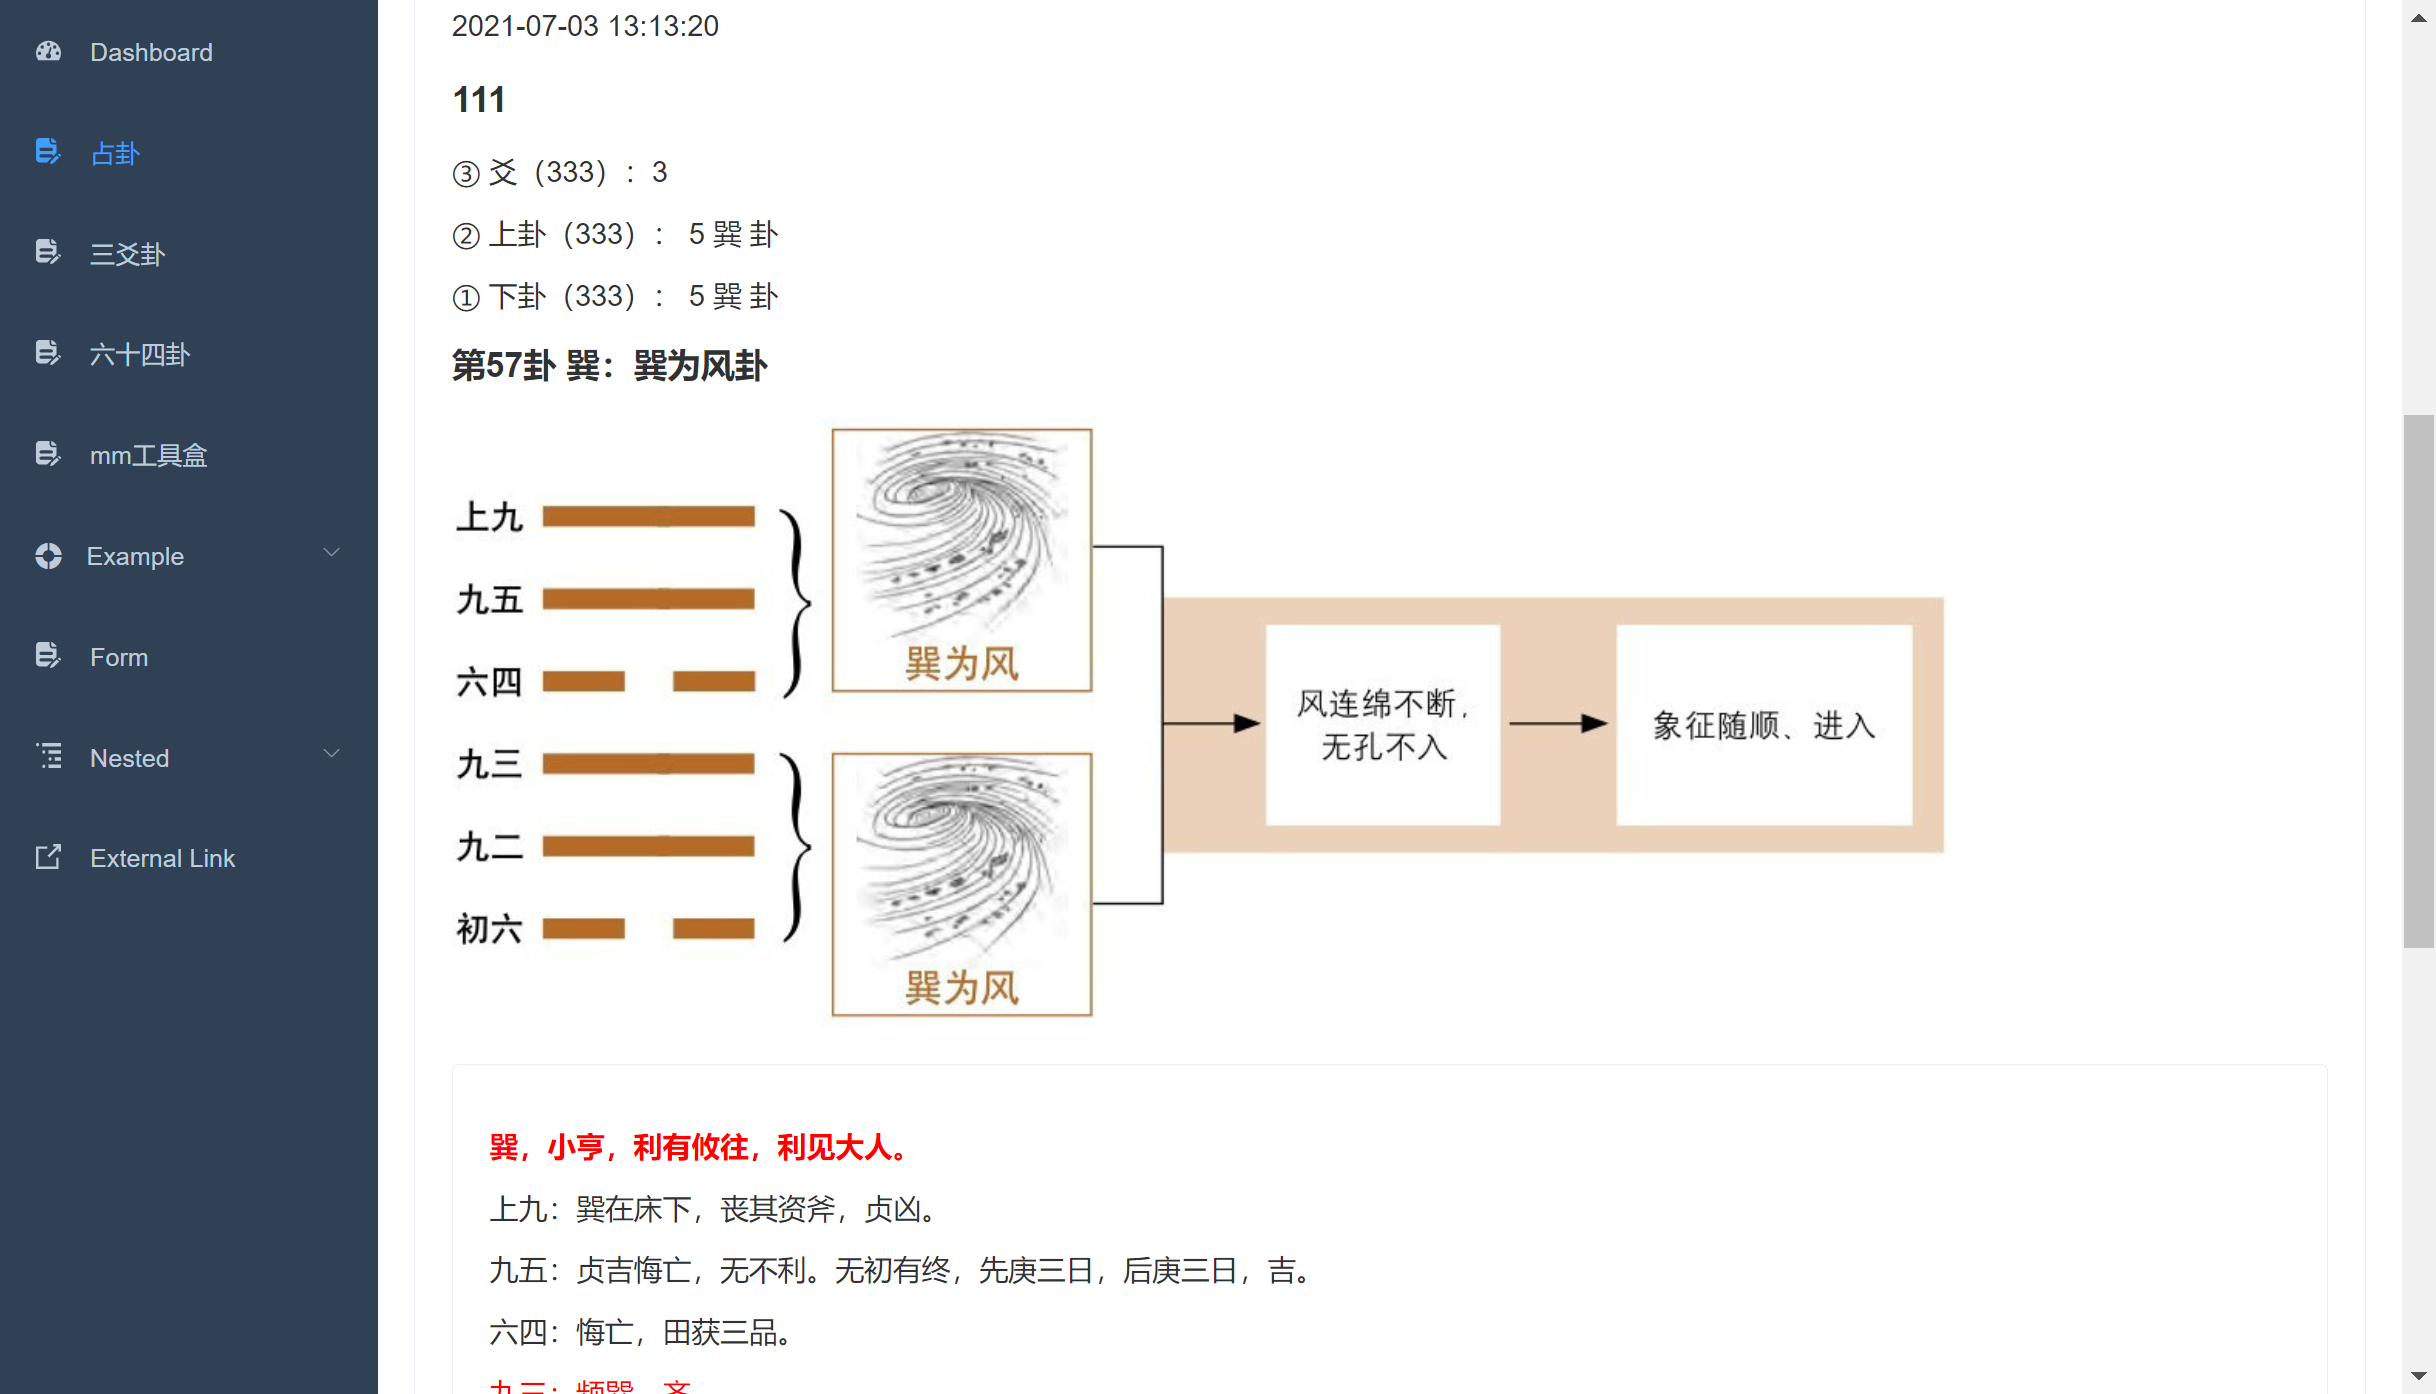 Dashboard
占卦
三爻卦
六十四卦
mm工具盒
Example
Form
Nested
External Link
2021-07-03 13:13:20
111
③ 爻（333）：3
② 上卦（333）： 5 巽 卦
① 下卦（333）： 5 巽 卦
第57卦 巽：巽为风卦
上九
九五
六四
九三
九二
初六
巽为风
巽为风
风连绵不断，
无孔不入
象征随顺、进入
巽，小亨，利有攸往，利见大人。
上九：巽在床下，丧其资斧，贞凶。
九五：贞吉悔亡，无不利。无初有终，先庚三日，后庚三日，吉。
六四：悔亡，田获三品。
九三：频巽，吝